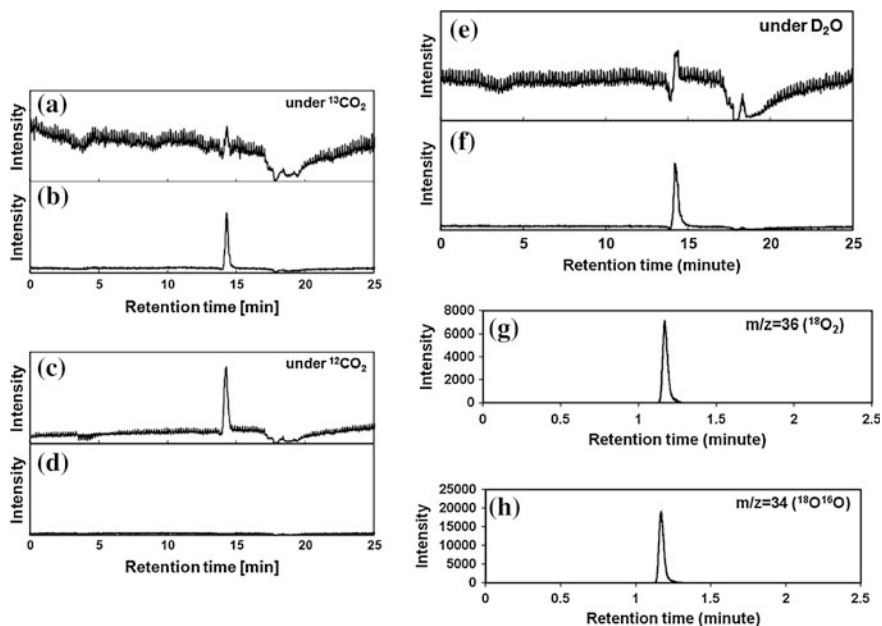 (a)
under ¹³CO₂
Intensity
(b)
Intensity
0 5 10 15 20 25
Retention time [min]
(c)
under ¹²CO₂
Intensity
(d)
Intensity
0 5 10 15 20 25
Retention time [min]
(e)
under D₂O
Intensity
(f)
Intensity
0 5 10 15 20 25
Retention time (minute)
(g)
m/z=36 (¹⁸O₂)
Intensity
8000
6000
4000
2000
0
0 0.5 1 1.5 2 2.5
Retention time (minute)
(h)
m/z=34 (¹⁸O¹⁶O)
Intensity
25000
20000
15000
10000
5000
0
0 0.5 1 1.5 2 2.5
Retention time (minute)